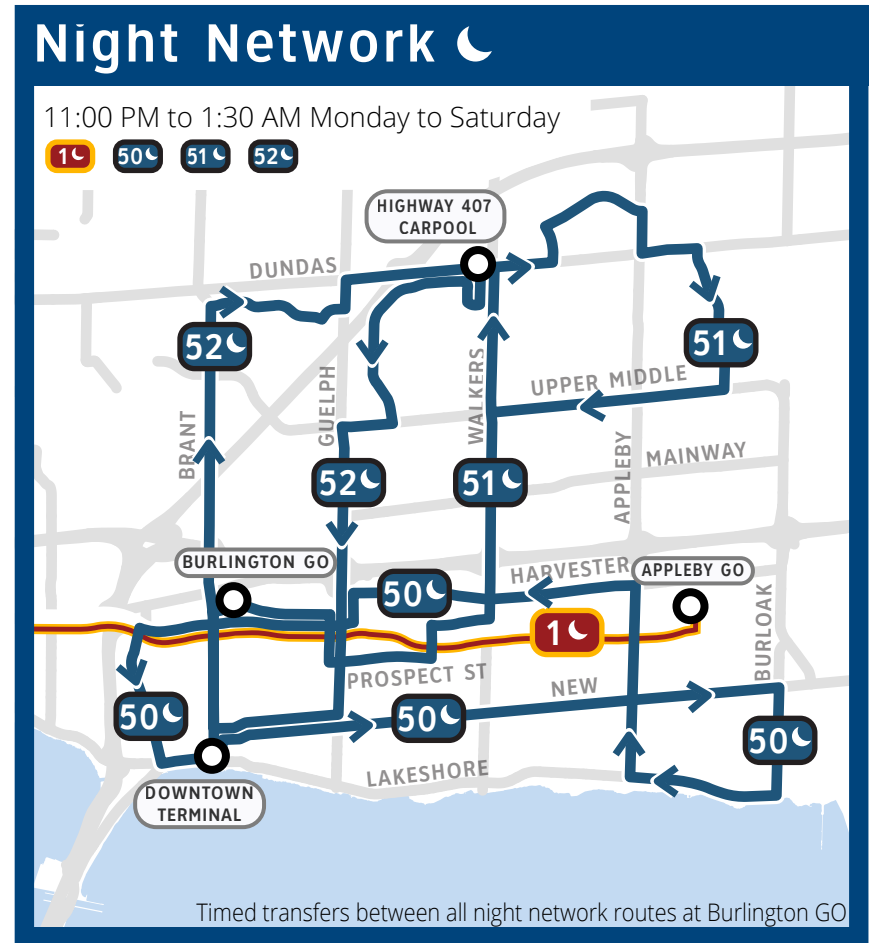 Night Network
11:00 PM to 1:30 AM Monday to Saturday
1 50 51 52
HIGHWAY 407
CARPOOL
DUNDAS
52
51
UPPER MIDDLE
GUELPH
WALKERS
BRANT
APPLEBY
MAINWAY
52
51
BURLINGTON GO
HARVESTER
APPLEBY GO
50
1
BURLOAK
PROSPECT ST
NEW
50
50
50
LAKESHORE
DOWNTOWN
TERMINAL
Timed transfers between all night network routes at Burlington GO